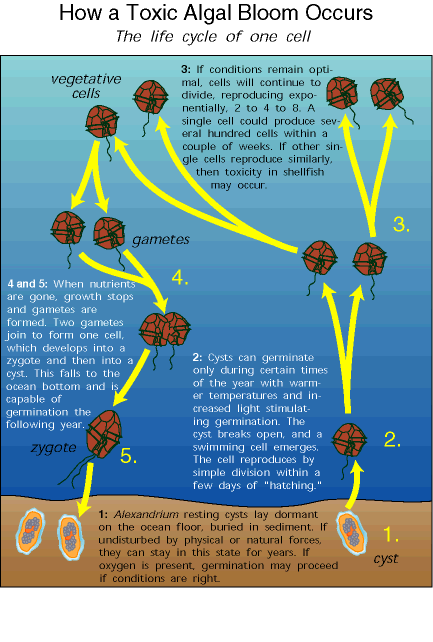 How a Toxic Algal Bloom Occurs
The life cycle of one cell
vegetative
cells
3: If conditions remain opti-
mal, cells will continue to
divide, reproducing expo-
nentially, 2 to 4 to 8. A
single cell could produce sev-
eral hundred cells within a
couple of weeks. If other sin-
gle cells reproduce similarly,
then toxicity in shellfish
may occur.
3.
gametes
4.
4 and 5: When nutrients
are gone, growth stops
and gametes are
formed. Two gametes
join to form one cell,
which develops into a
zygote and then into a
cyst. This falls to the
ocean bottom and is
capable of
germination the
following year.
2: Cysts can germinate
only during certain times
of the year with warm-
er temperatures and in-
creased light stimulat-
ing germination. The
cyst breaks open, and a
swimming cell emerges.
The cell reproduces by
simple division within a
few days of "hatching."
2.
zygote
5.
1: Alexandrium resting cysts lay dormant
on the ocean floor, buried in sediment. If
undisturbed by physical or natural forces,
they can stay in this state for years. If
oxygen is present, germination may proceed
if conditions are right.
1.
cyst